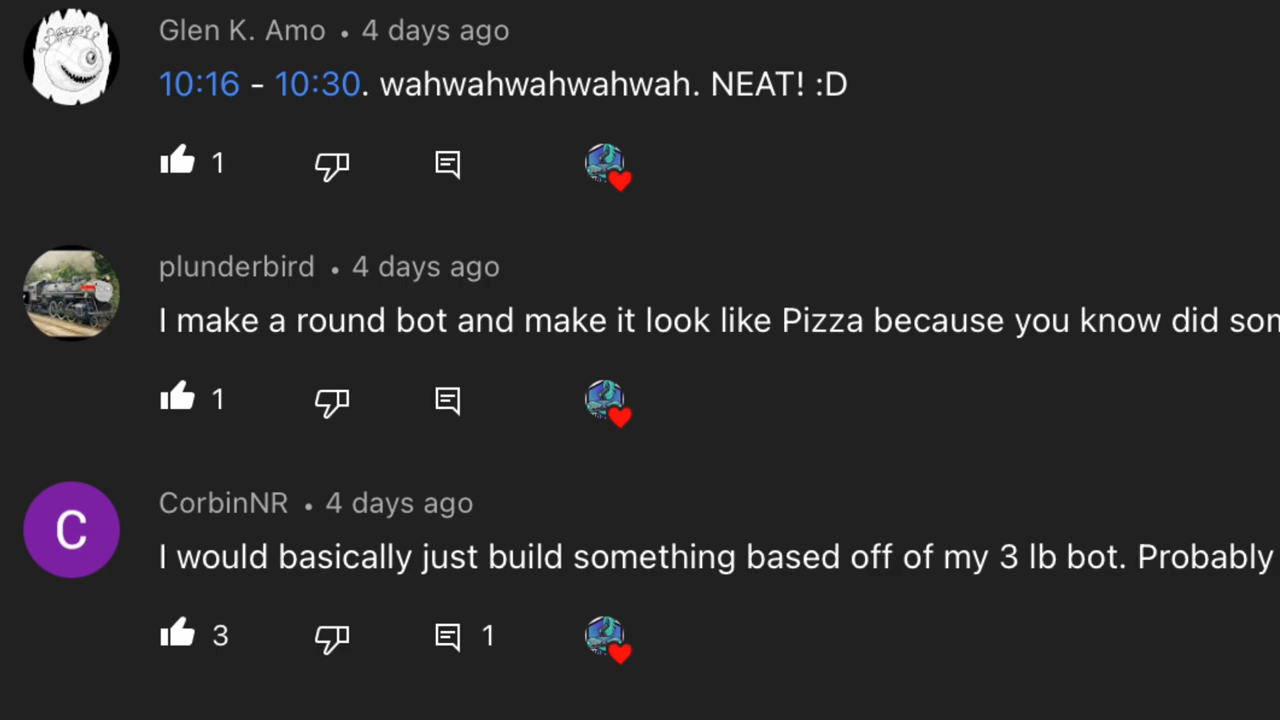 Glen K. Amo • 4 days ago
10:16 - 10:30. wahwahwahwahwah. NEAT! :D
1
plunderbird • 4 days ago
I make a round bot and make it look like Pizza because you know did
1
C
CorbinNR • 4 days ago
I would basically just build something based off of my 3 lb bot. Probably
3 1